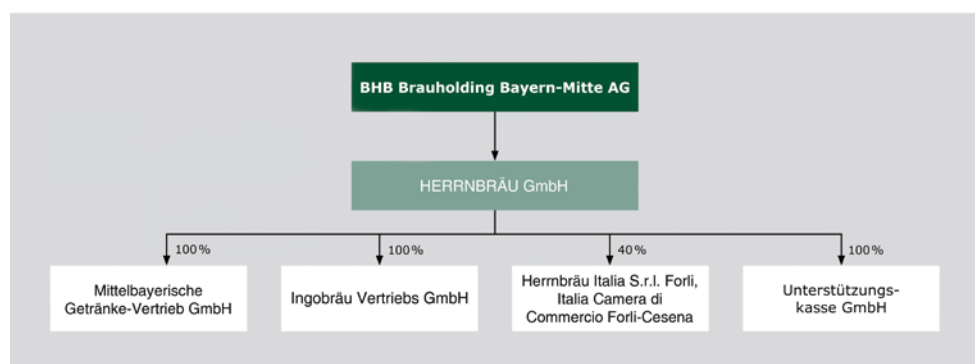 BHB Brauholding Bayern-Mitte AG
HERRNBRÄU GmbH
100 %
100 %
40 %
100 %
Mittelbayerische
Getränke-Vertrieb GmbH
Ingobräu Vertriebs GmbH
Herrnbräu Italia S.r.l. Forli,
Italia Camera di
Commercio Forli-Cesena
Unterstützungs-
kasse GmbH